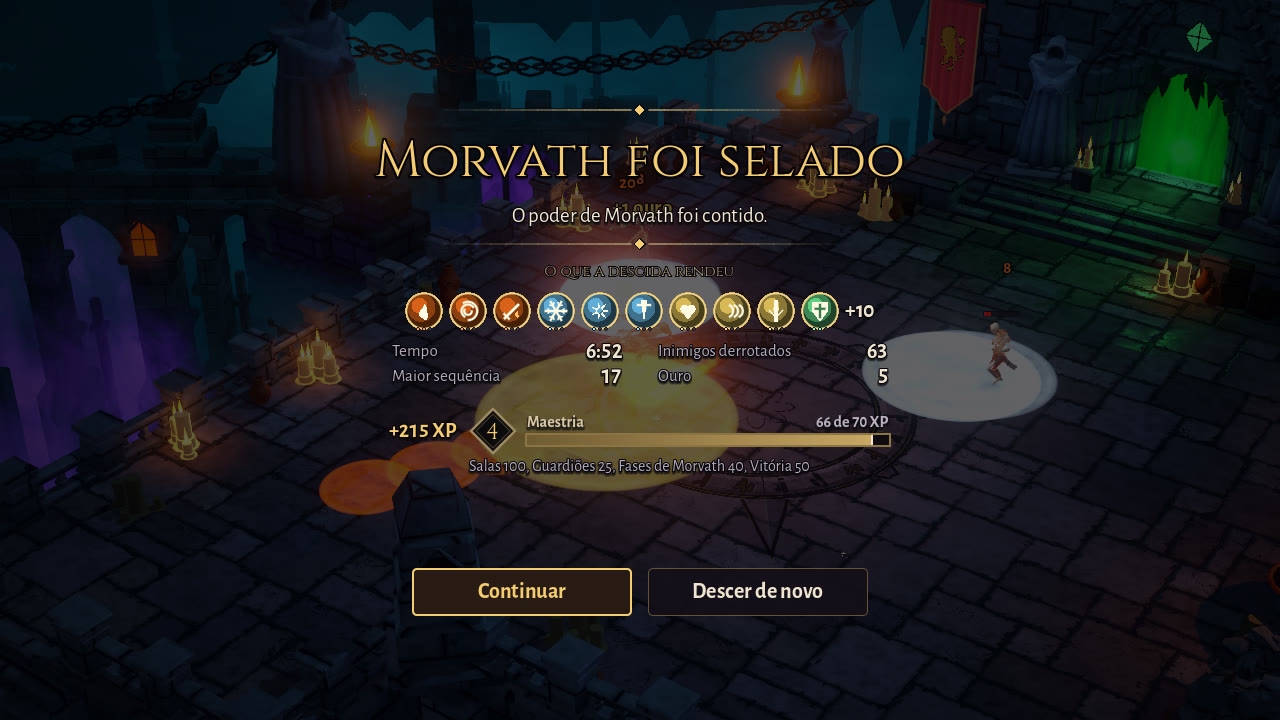 MORVATH FOI SELADO
208
O poder de Morvath foi contido.
O QUE A DESCIDA RENDEU
8
+10
Tempo 6:52 Inimigos derrotados 63
Maior sequência 17 Ouro 5
+215 XP 4 Maestria 66 de 70 XP
Salas 100, Guardiões 25, Fases de Morvath 40, Vitória 50
Continuar Descer de novo